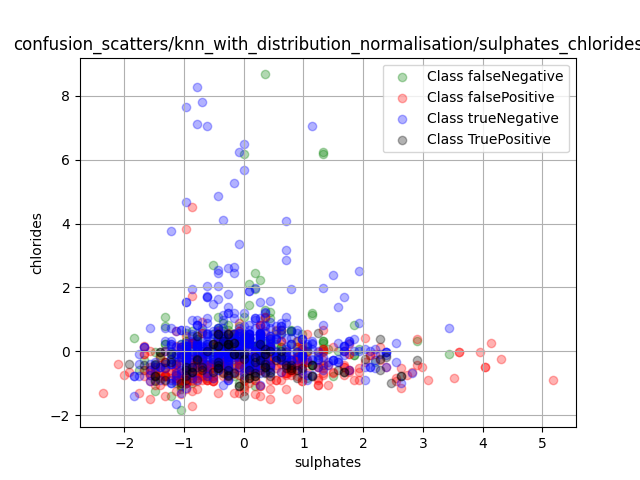 confusion_scatters/knn_with_distribution_normalisation/sulphates_chlorides
Class falseNegative
Class falsePositive
Class trueNegative
Class TruePositive
8
6
4
2
0
−2
chlorides
−2 −1 0 1 2 3 4 5
sulphates